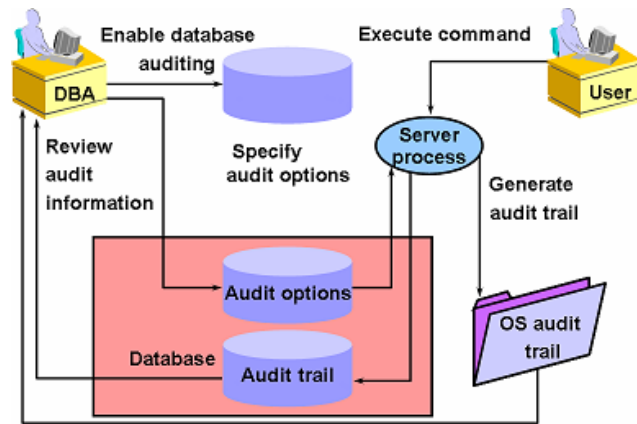 Enable database
auditing
Execute command
DBA
User
Server
process
Specify
audit options
Review
audit
information
Generate
audit trail
Audit options
OS audit
trail
Database
Audit trail